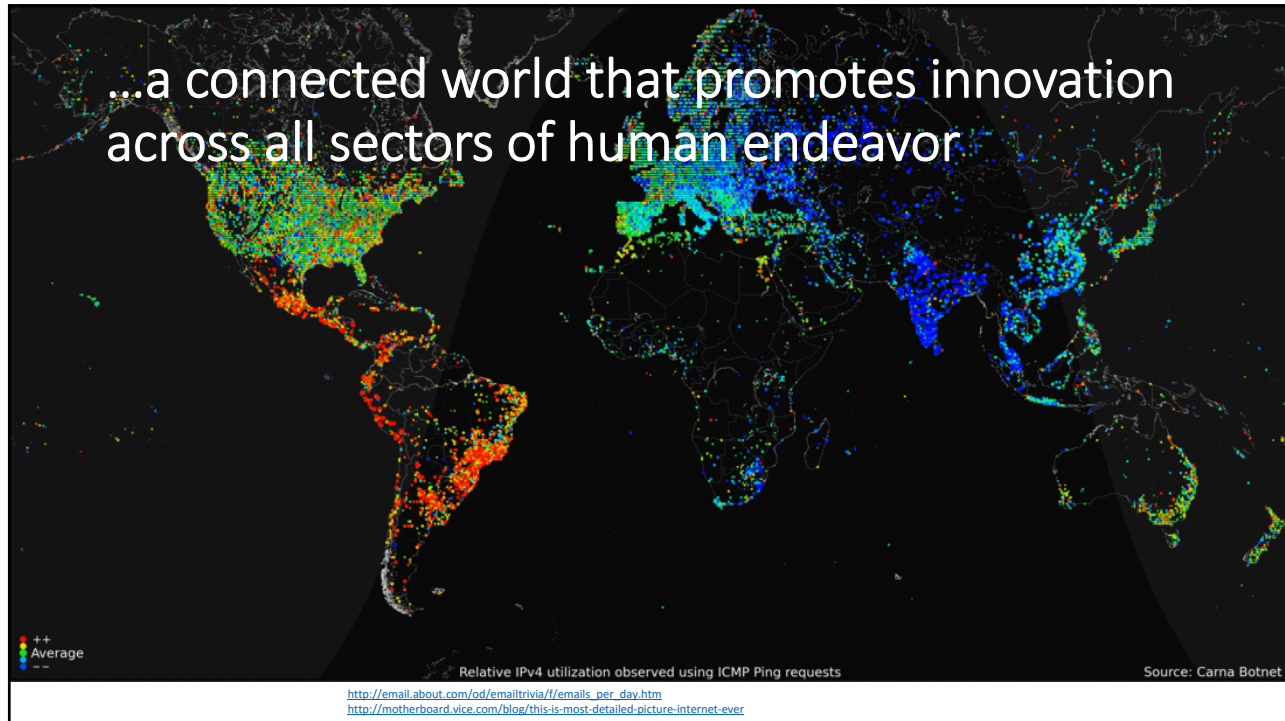 ...a connected world that promotes innovation
across all sectors of human endeavor
++
Average
--
Relative IPv4 utilization observed using ICMP Ping requests
Source: Carna Botnet
http://email.about.com/od/emailtrivia/f/emails_per_day.htm
http://motherboard.vice.com/blog/this-is-most-detailed-picture-internet-ever